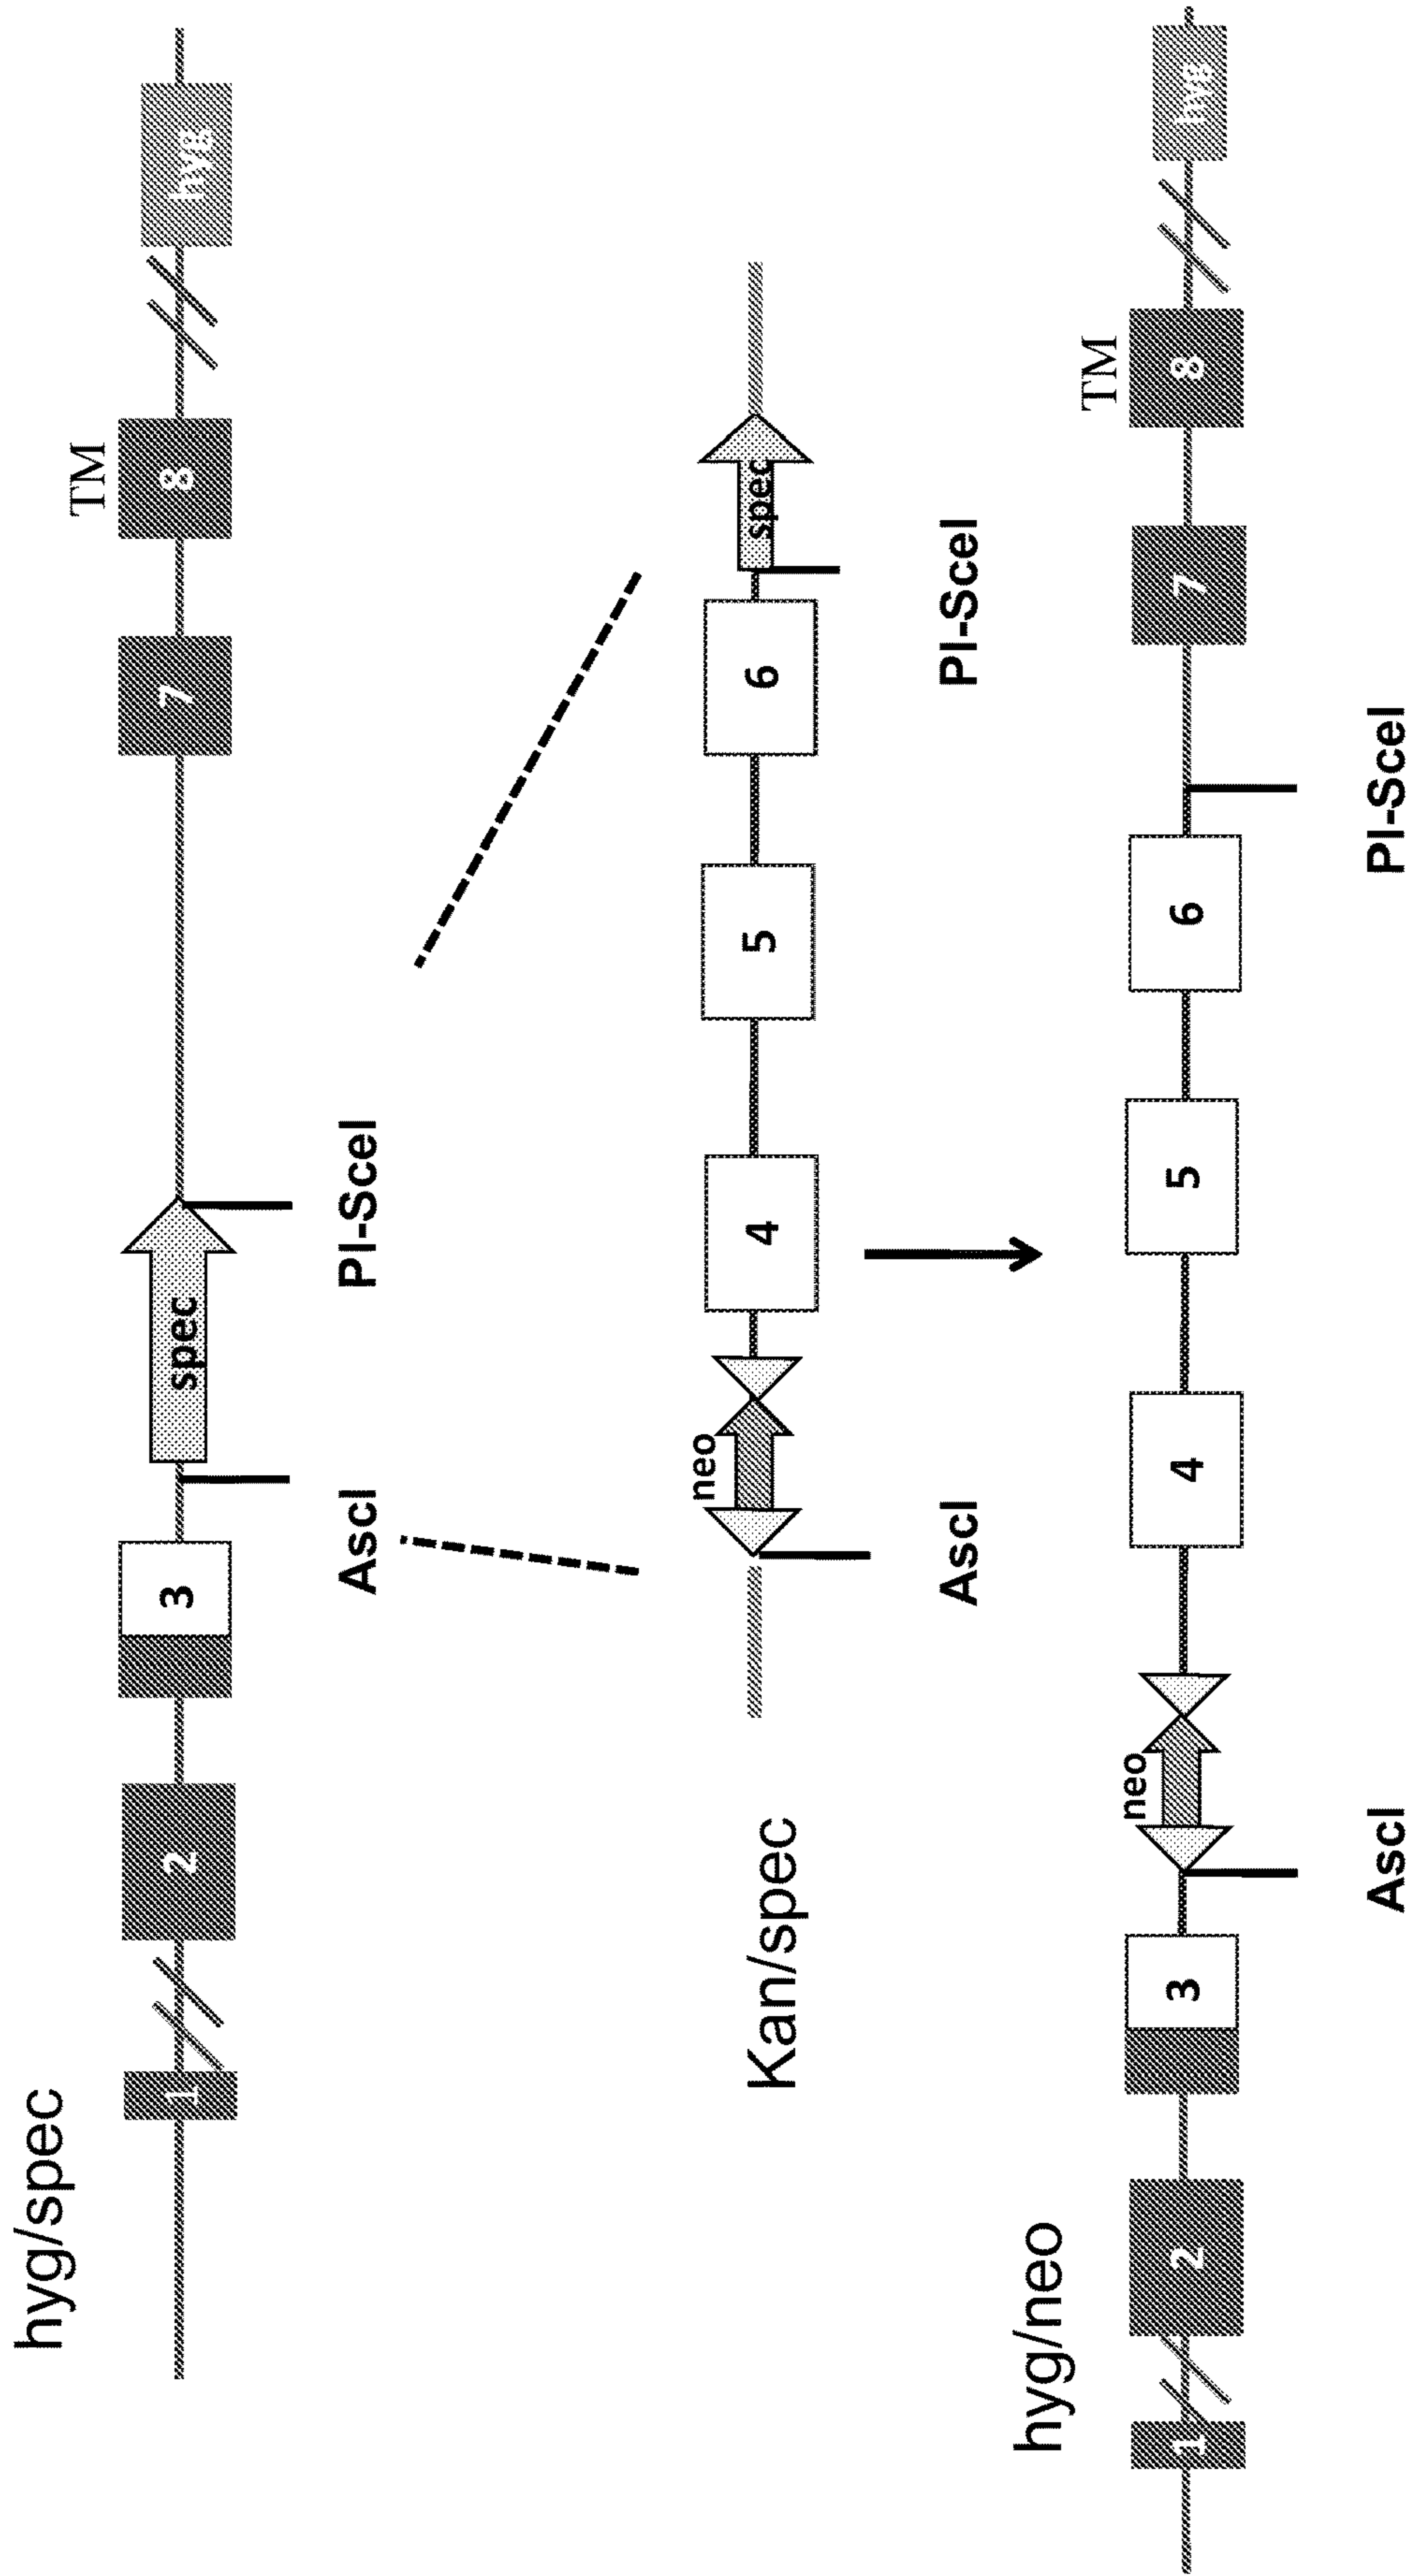 hyg/spec
TM
1
2
3
spec
7
8
hyg
AscI
PI-SceI
neo
4
5
6
spec
Kan/spec
AscI
PI-SceI
hyg/neo
TM
1
2
3
neo
4
5
6
7
8
hyg
AscI
PI-SceI